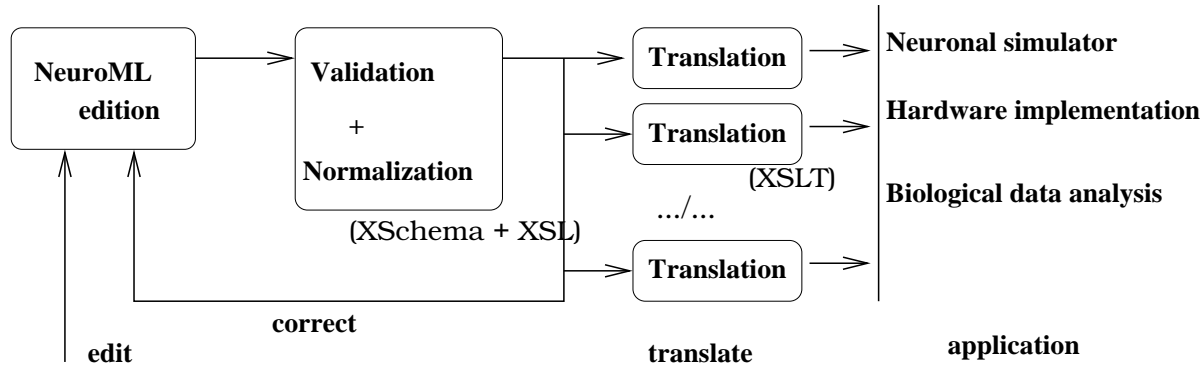 NeuroML
edition
Validation
+
Normalization
(XSchema + XSL)
Translation
Translation
(XSLT)
.../...
Translation
Neuronal simulator
Hardware implementation
Biological data analysis
correct
edit
translate
application